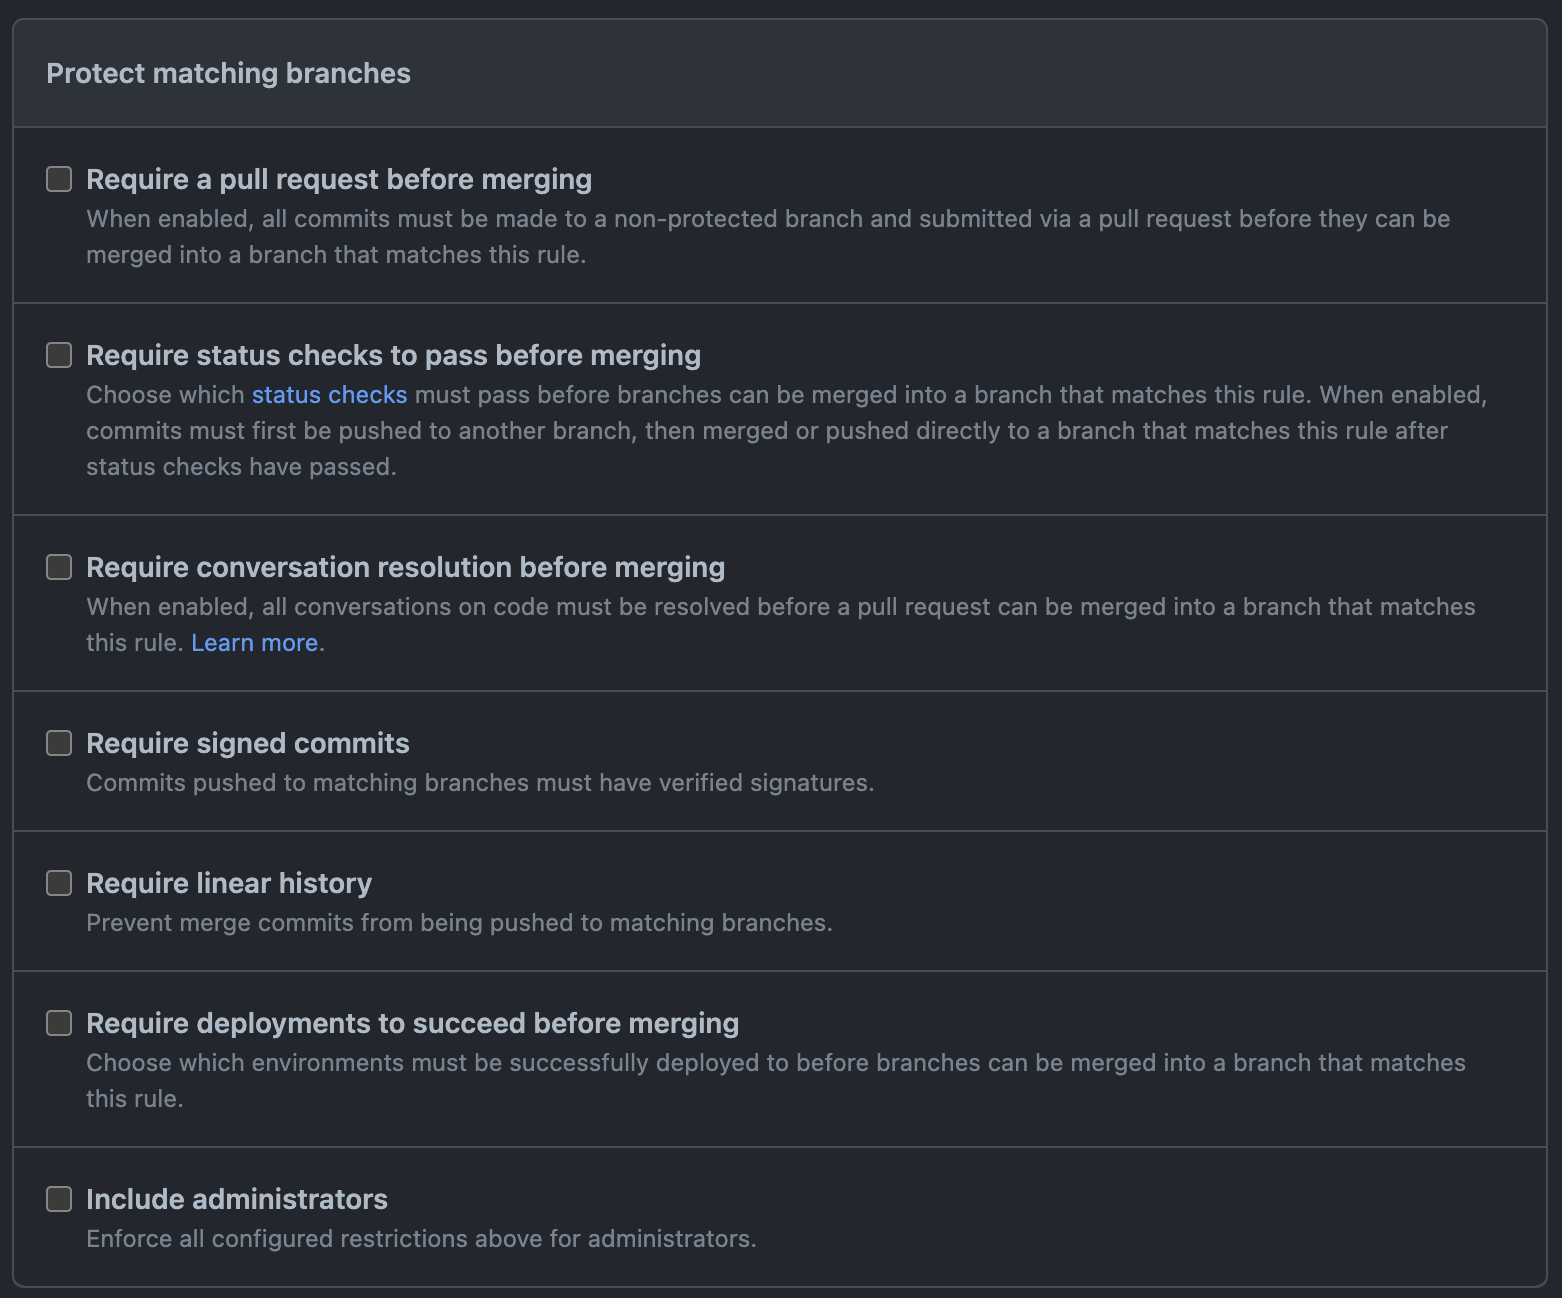 Protect matching branches
Require a pull request before merging
When enabled, all commits must be made to a non-protected branch and submitted via a pull request before they can be
merged into a branch that matches this rule.
Require status checks to pass before merging
Choose which status checks must pass before branches can be merged into a branch that matches this rule. When enabled,
commits must first be pushed to another branch, then merged or pushed directly to a branch that matches this rule after
status checks have passed.
Require conversation resolution before merging
When enabled, all conversations on code must be resolved before a pull request can be merged into a branch that matches
this rule. Learn more.
Require signed commits
Commits pushed to matching branches must have verified signatures.
Require linear history
Prevent merge commits from being pushed to matching branches.
Require deployments to succeed before merging
Choose which environments must be successfully deployed to before branches can be merged into a branch that matches
this rule.
Include administrators
Enforce all configured restrictions above for administrators.